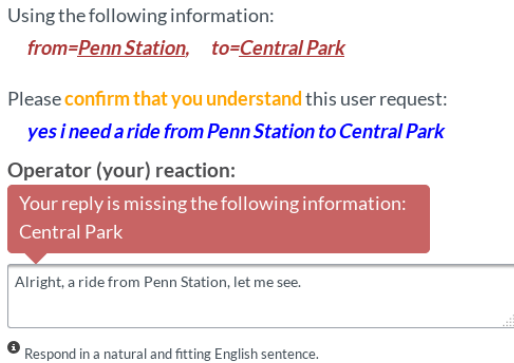 Using the following information:
from=Penn Station, to=Central Park
Please confirm that you understand this user request:
yes i need a ride from Penn Station to Central Park
Operator (your) reaction:
Your reply is missing the following information:
Central Park
Alright, a ride from Penn Station, let me see.
Respond in a natural and fitting English sentence.